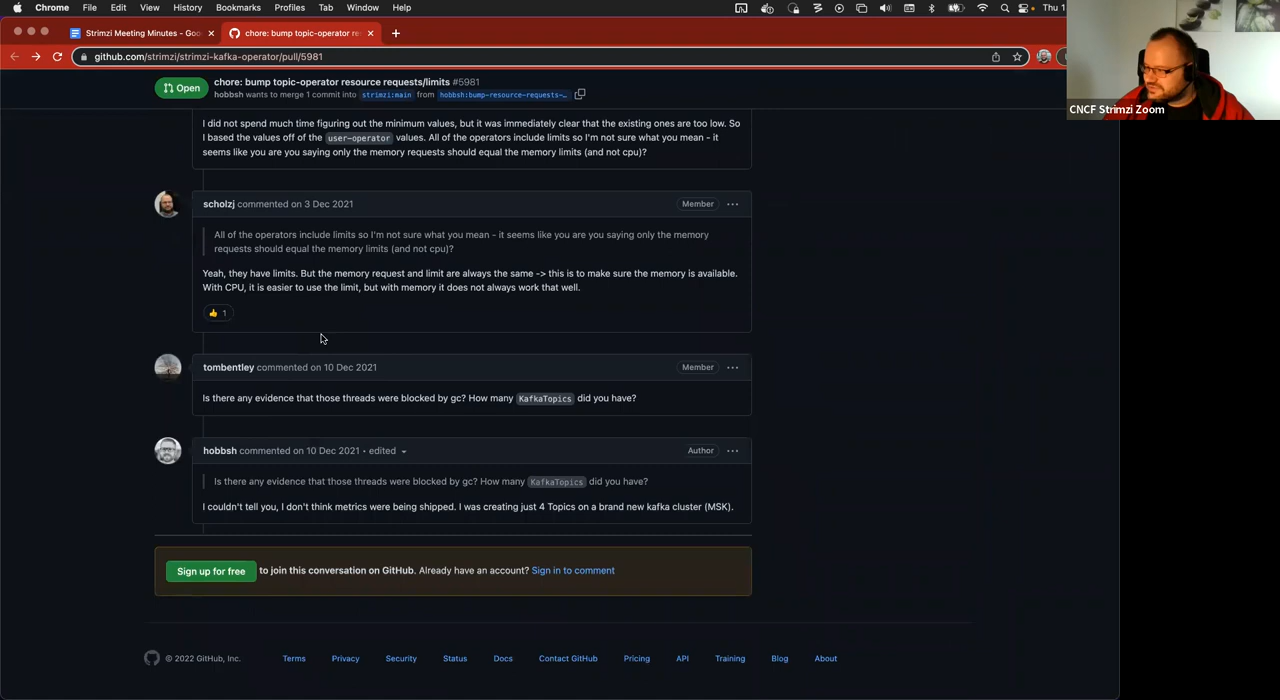 Chrome File Edit View History Bookmarks Profiles Tab Window Help
Thu 1
Strimzi Meeting Minutes - Goo
chore: bump topic-operator re
github.com/strimzi/strimzi-kafka-operator/pull/5981
CNCF Strimzi Zoom
Open
chore: bump topic-operator resource requests/limits #5981
hobbsh wants to merge 1 commit into strimzi:main from hobbsh:bump-resource-requests-…
I did not spend much time figuring out the minimum values, but it was immediately clear that the existing ones are too low. So
I based the values off of the user-operator values. All of the operators include limits so I'm not sure what you mean - it
seems like you are you saying only the memory requests should equal the memory limits (and not cpu)?
scholzj commented on 3 Dec 2021 Member ···
All of the operators include limits so I'm not sure what you mean - it seems like you are you saying only the memory
requests should equal the memory limits (and not cpu)?
Yeah, they have limits. But the memory request and limit are always the same -> this is to make sure the memory is available.
With CPU, it is easier to use the limit, but with memory it does not always work that well.
👍 1
tombentley commented on 10 Dec 2021 Member ···
Is there any evidence that those threads were blocked by gc? How many KafkaTopics did you have?
hobbsh commented on 10 Dec 2021 • edited Author ···
Is there any evidence that those threads were blocked by gc? How many KafkaTopics did you have?
I couldn't tell you, I don't think metrics were being shipped. I was creating just 4 Topics on a brand new kafka cluster (MSK).
Sign up for free to join this conversation on GitHub. Already have an account? Sign in to comment
© 2022 GitHub, Inc. Terms Privacy Security Status Docs Contact GitHub Pricing API Training Blog About